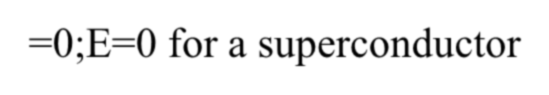 =0;E=0 for a superconductor